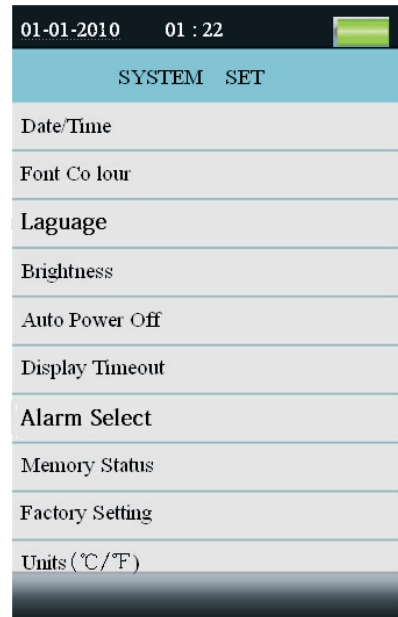 01-01-2010 01 : 22
SYSTEM SET
Date/Time
Font Co lour
Laguage
Brightness
Auto Power Off
Display Timeout
Alarm Select
Memory Status
Factory Setting
Units (℃/℉)